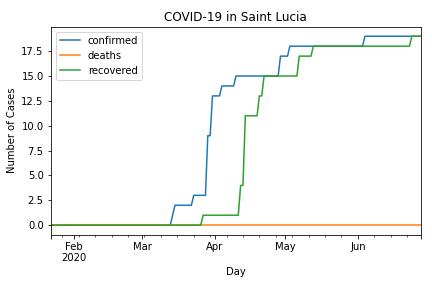 COVID-19 in Saint Lucia
confirmed
deaths
recovered
Number of Cases
17.5
15.0
12.5
10.0
7.5
5.0
2.5
0.0
Feb Mar Apr May Jun
2020
Day